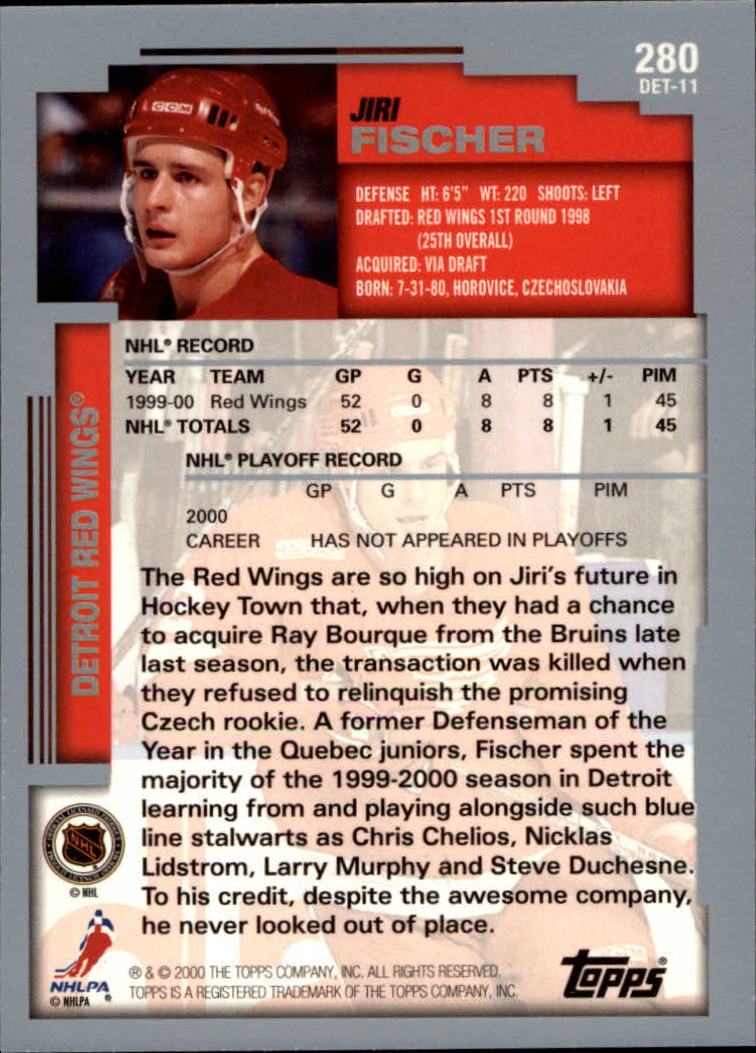 280
DET-11
CCM
JIRI
FISCHER
DEFENSE HT: 6'5" WT: 220 SHOOTS: LEFT
DRAFTED: RED WINGS 1ST ROUND 1998
(25TH OVERALL)
ACQUIRED: VIA DRAFT
BORN: 7-31-80, HOROVICE, CZECHOSLOVAKIA
DETROIT RED WINGS®
NHL® RECORD
YEAR TEAM GP G A PTS +/- PIM
1999-00 Red Wings 52 0 8 8 1 45
NHL® TOTALS 52 0 8 8 1 45
NHL® PLAYOFF RECORD
GP G A PTS PIM
2000
CAREER HAS NOT APPEARED IN PLAYOFFS
The Red Wings are so high on Jiri's future in
Hockey Town that, when they had a chance
to acquire Ray Bourque from the Bruins late
last season, the transaction was killed when
they refused to relinquish the promising
Czech rookie. A former Defenseman of the
Year in the Quebec juniors, Fischer spent the
majority of the 1999-2000 season in Detroit
learning from and playing alongside such blue
line stalwarts as Chris Chelios, Nicklas
Lidstrom, Larry Murphy and Steve Duchesne.
To his credit, despite the awesome company,
he never looked out of place.
NHL
© NHL
NHLPA ®
© NHLPA
® & © 2000 THE TOPPS COMPANY, INC. ALL RIGHTS RESERVED.
TOPPS IS A REGISTERED TRADEMARK OF THE TOPPS COMPANY, INC.
TOPPS®